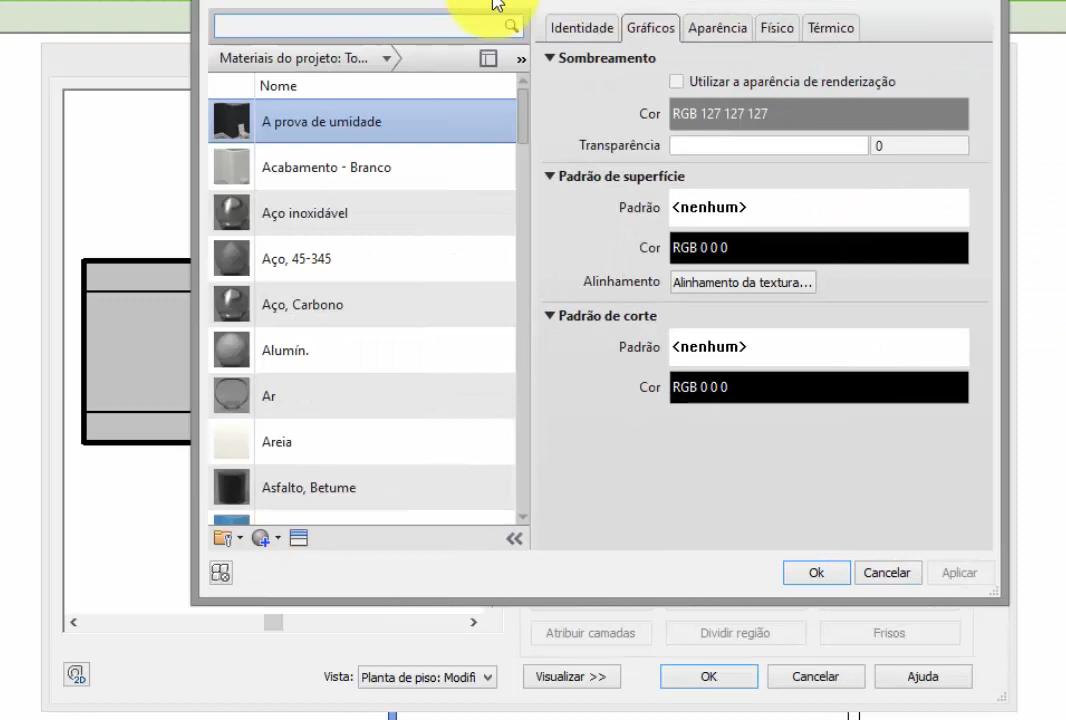 Identidade Gráficos Aparência Físico Térmico
Materiais do projeto: To... »
Nome
A prova de umidade
Acabamento - Branco
Aço inoxidável
Aço, 45-345
Aço, Carbono
Alumín.
Ar
Areia
Asfalto, Betume
Sombreamento
Utilizar a aparência de renderização
Cor RGB 127 127 127
Transparência 0
Padrão de superfície
Padrão <nenhum>
Cor RGB 0 0 0
Alinhamento Alinhamento da textura...
Padrão de corte
Padrão <nenhum>
Cor RGB 0 0 0
Ok Cancelar Aplicar
Atribuir camadas Dividir região Frisos
2D Vista: Planta de piso: Modifi Visualizar >> OK Cancelar Ajuda